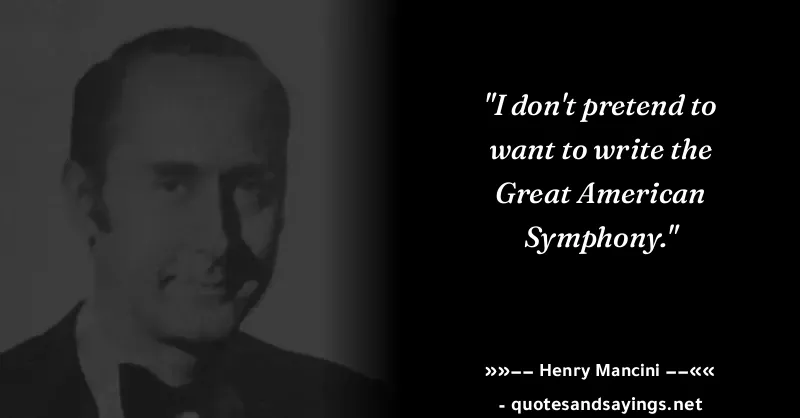 "I don't pretend to
want to write the
Great American
Symphony."
»»−− Henry Mancini −−««
- quotesandsayings.net